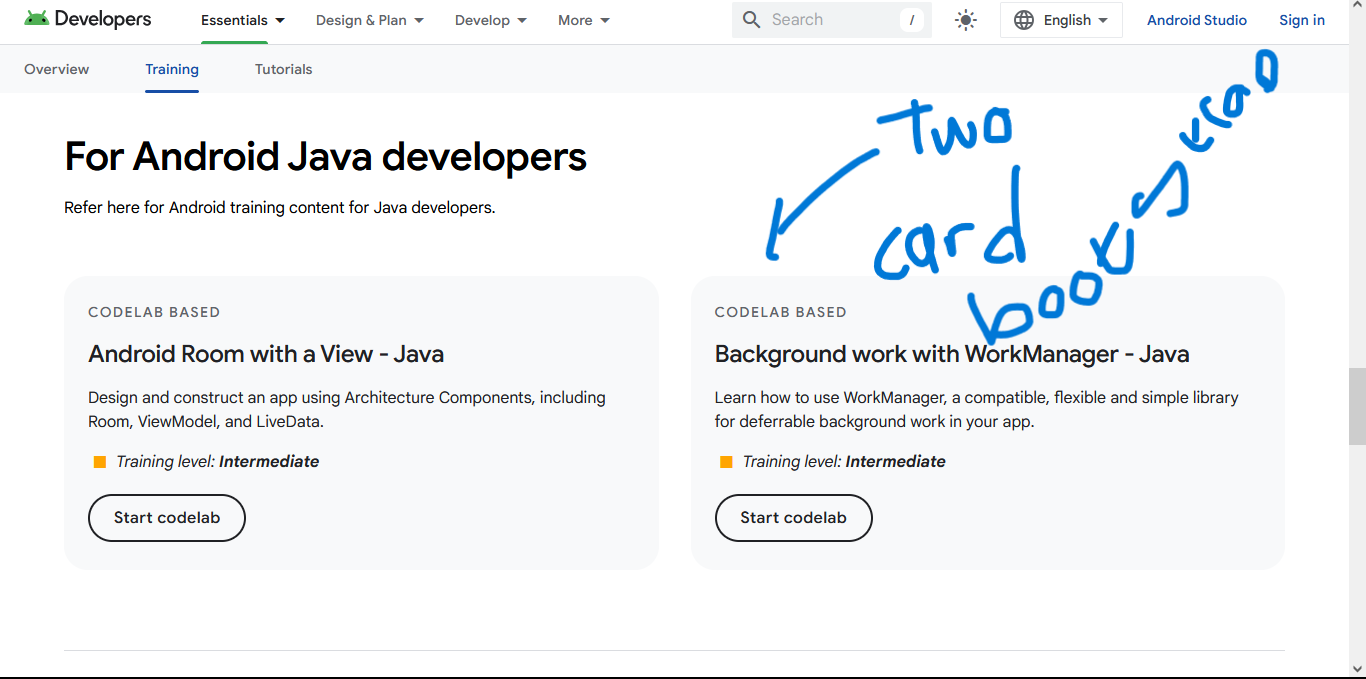 Developers Essentials Design & Plan Develop More Search / English Android Studio Sign in
Overview Training Tutorials
For Android Java developers
Refer here for Android training content for Java developers.
Two
card
CODELAB BASED
Android Room with a View - Java
Design and construct an app using Architecture Components, including
Room, ViewModel, and LiveData.
Training level: Intermediate
Start codelab
CODELAB BASED
Background work with WorkManager - Java
Learn how to use WorkManager, a compatible, flexible and simple library
for deferrable background work in your app.
Training level: Intermediate
Start codelab